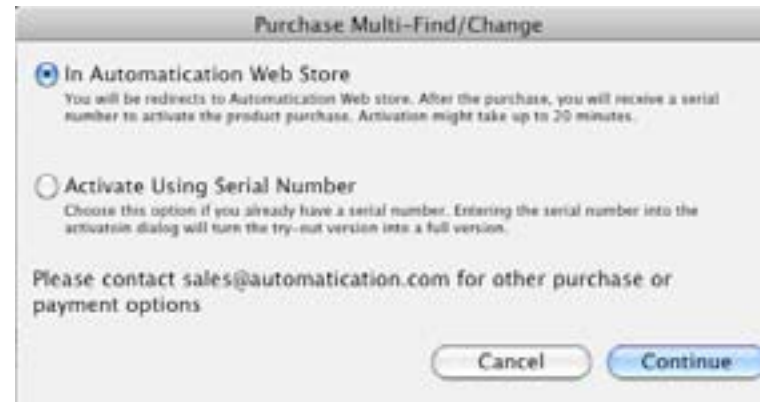 Purchase Multi-Find/Change
In Automatication Web Store
You will be redirects to Automatication Web store. After the purchase, you will receive a serial
number to activate the product purchase. Activation might take up to 20 minutes.
Activate Using Serial Number
Choose this option if you already have a serial number. Entering the serial number into the
activatoin dialog will turn the try-out version into a full version.
Please contact sales@automatication.com for other purchase or
payment options
Cancel
Continue